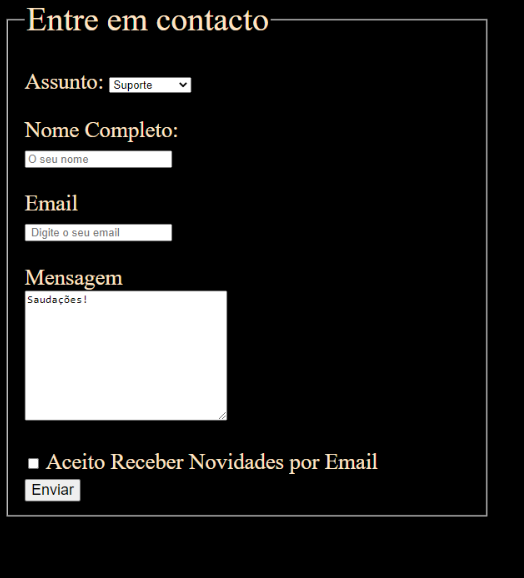 Entre em contacto
Assunto: Suporte
Nome Completo:
O seu nome
Email
Digite o seu email
Mensagem
Saudações!
Aceito Receber Novidades por Email
Enviar